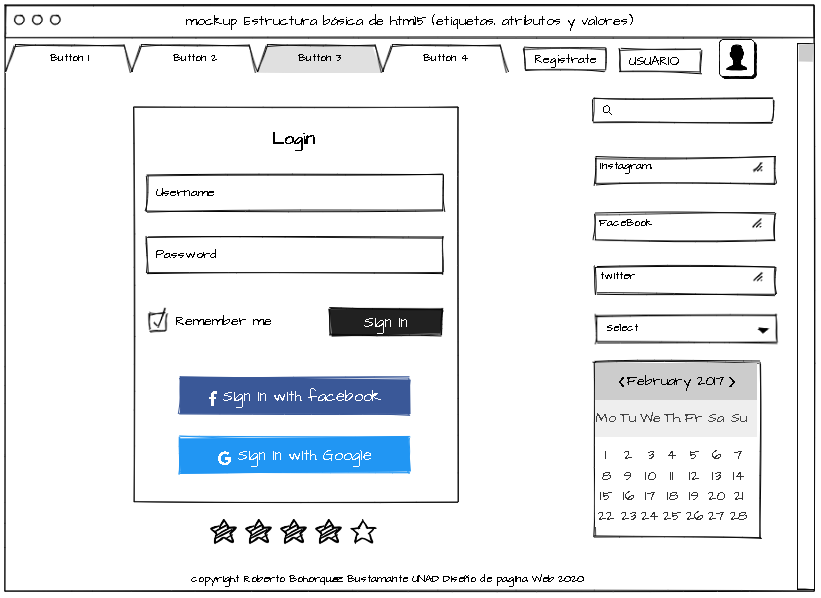 mockup Estructura básica de html5 (etiquetas, atributos y valores)
Button 1 Button 2 Button 3 Button 4 Registrate USUARIO
Login
Username
Password
Remember me Sign In
Sign In with facebook
G Sign In with Google
Instagram
FaceBook
twitter
Select
February 2017
Mo Tu We Th Fr Sa Su
1 2 3 4 5 6 7
8 9 10 11 12 13 14
15 16 17 18 19 20 21
22 23 24 25 26 27 28
copyright Roberto Bohorquez Bustamante UNAD Diseño de pagina Web 2020